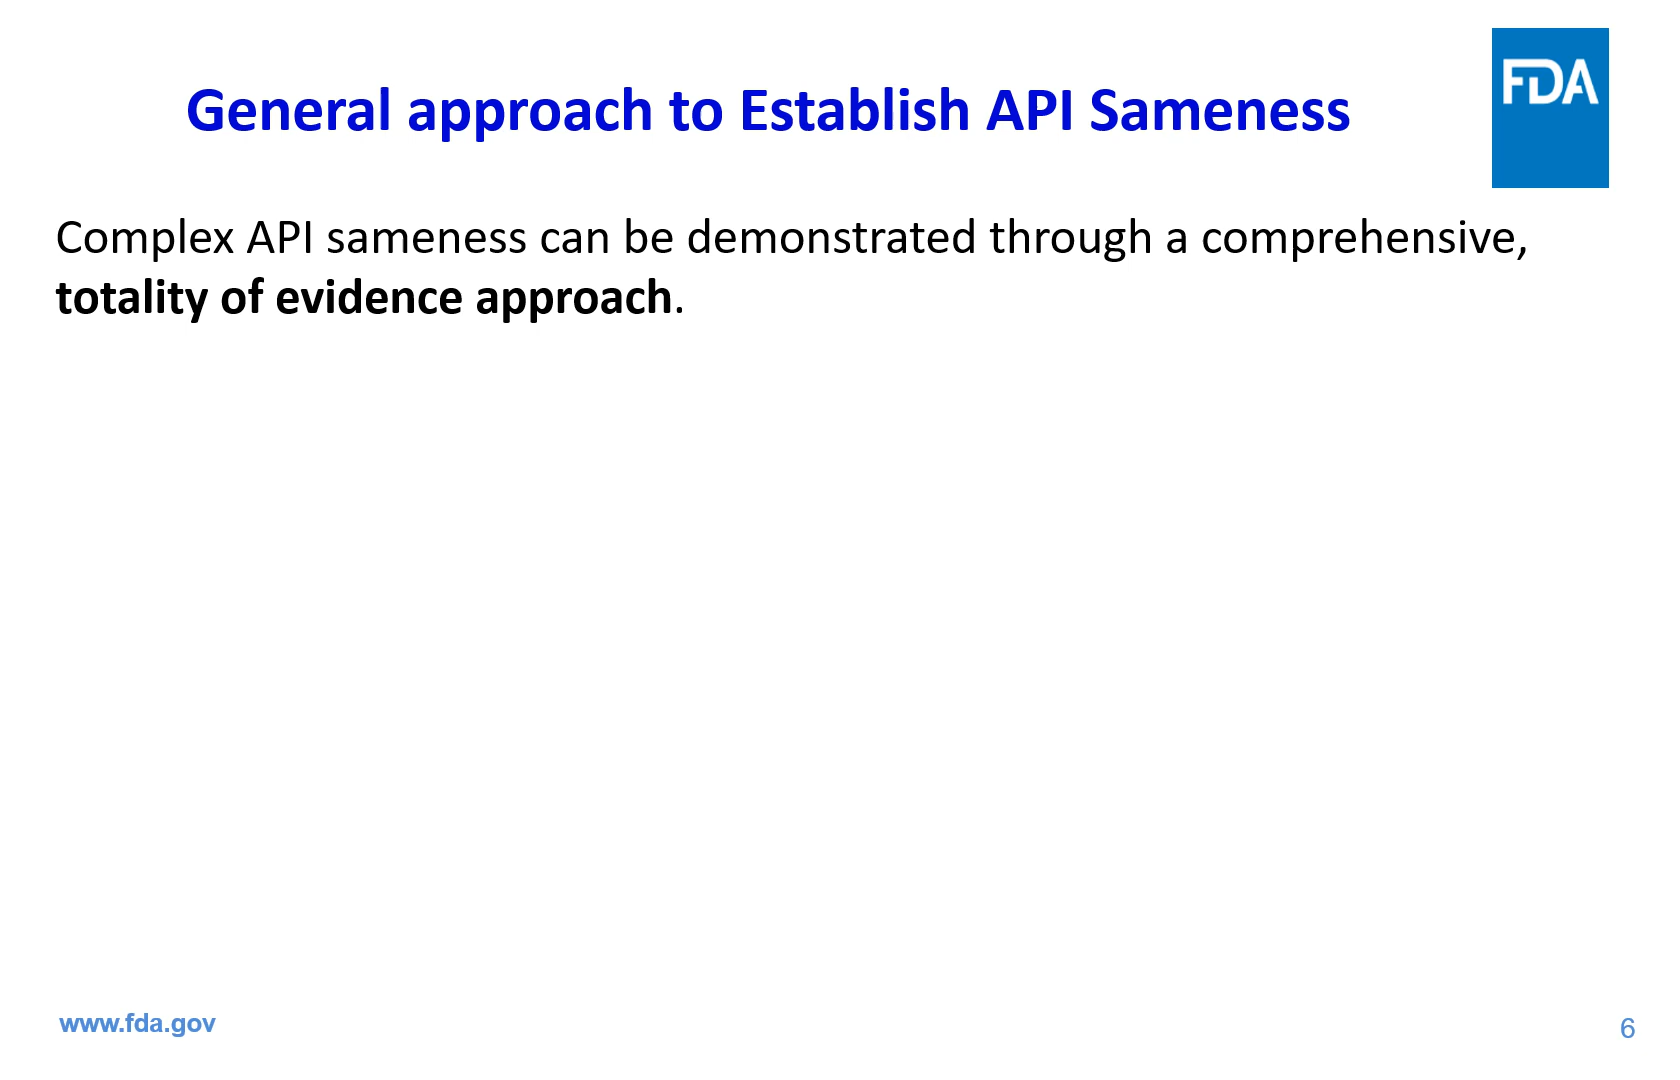 FDA
General approach to Establish API Sameness
Complex API sameness can be demonstrated through a comprehensive,
totality of evidence approach.
www.fda.gov
6